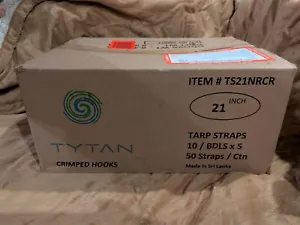 ITEM # TS21NRCR
21 INCH
TYTAN
CRIMPED HOOKS
TARP STRAPS
10 / BDLS x 5
50 Straps / Ctn
Made in Sri Lanka